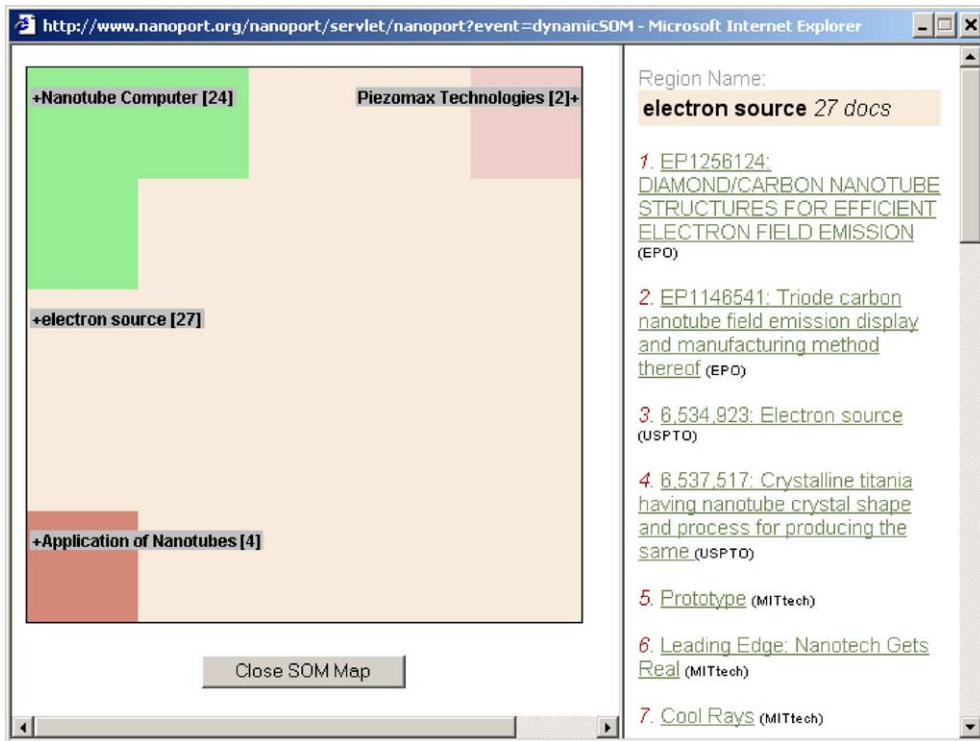 http://www.nanoport.org/nanoport/servlet/nanoport?event=dynamicSOM - Microsoft Internet Explorer
+Nanotube Computer [24]
Piezomax Technologies [2]+
+electron source [27]
+Application of Nanotubes [4]
Close SOM Map
Region Name:
electron source 27 docs
1. EP1256124:
DIAMOND/CARBON NANOTUBE
STRUCTURES FOR EFFICIENT
ELECTRON FIELD EMISSION
(EPO)
2. EP1146541: Triode carbon
nanotube field emission display
and manufacturing method
thereof (EPO)
3. 6,534,923: Electron source
(USPTO)
4. 6,537,517: Crystalline titania
having nanotube crystal shape
and process for producing the
same (USPTO)
5. Prototype (MITtech)
6. Leading Edge: Nanotech Gets
Real (MITtech)
7. Cool Rays (MITtech)